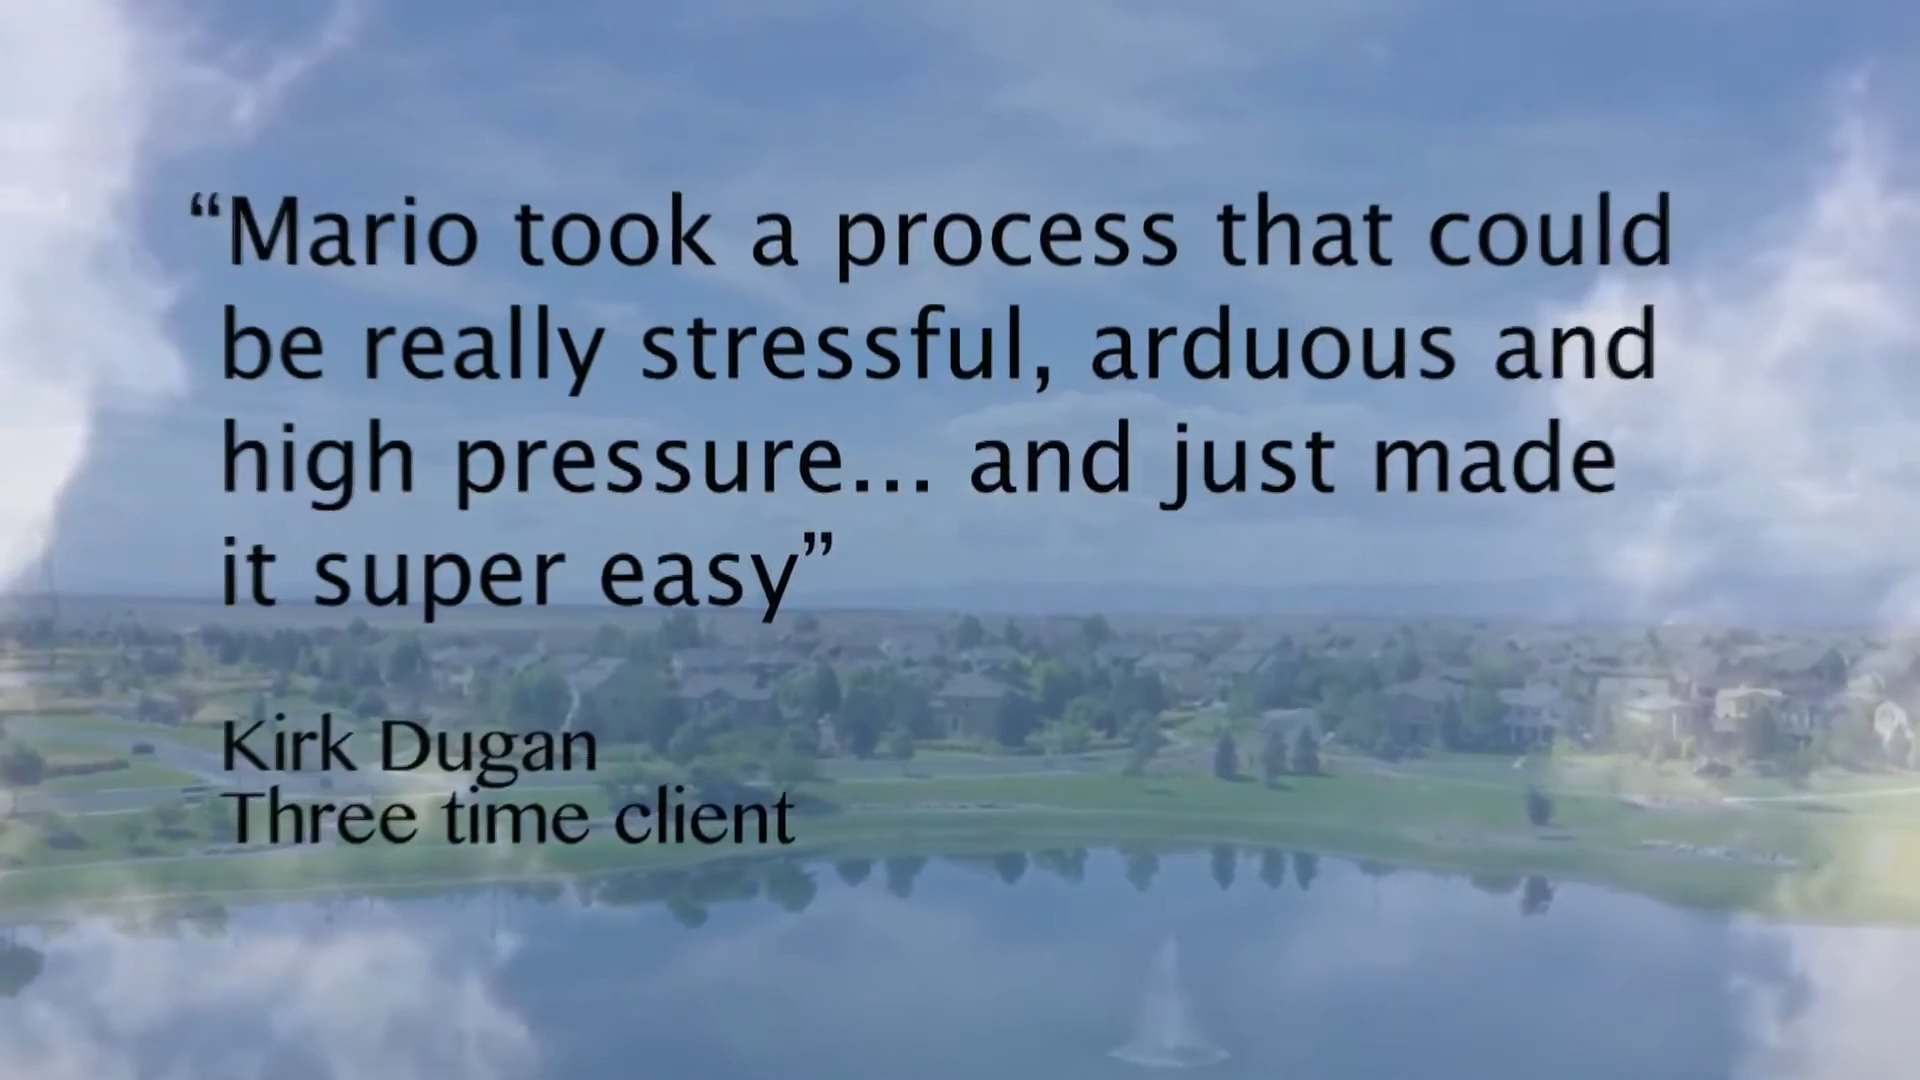 “Mario took a process that could
be really stressful, arduous and
high pressure... and just made
it super easy”
Kirk Dugan
Three time client